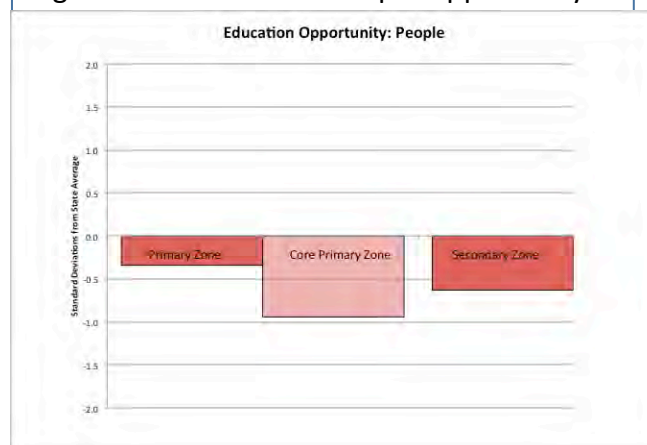 Education Opportunity: People
Standard Deviations From State Average
2.0
1.5
1.0
0.5
0.0
-0.5
-1.0
-1.5
-2.0
Primary Zone
Core Primary Zone
Secondary Zone